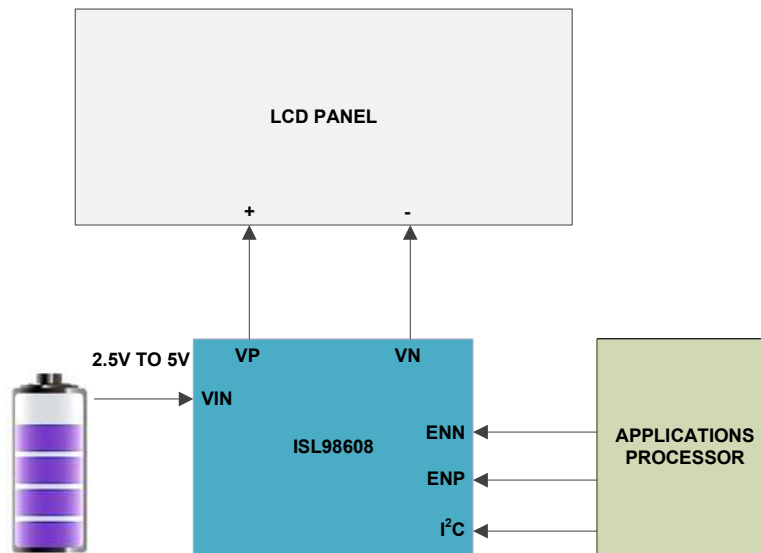 LCD PANEL
+ -
2.5V TO 5V
VP VN
VIN
ISL98608
ENN
ENP
I²C
APPLICATIONS
PROCESSOR